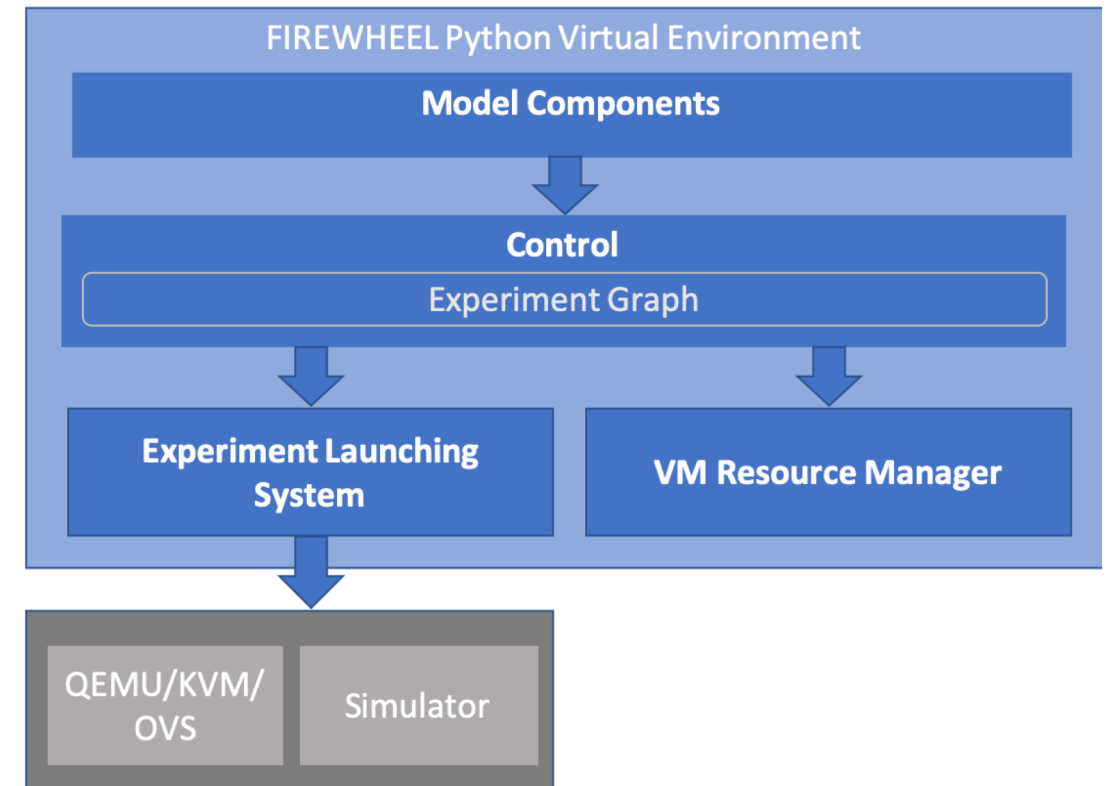 FIREWHEEL Python Virtual Environment
Model Components
Control
Experiment Graph
Experiment Launching
System
VM Resource Manager
QEMU/KVM/
OVS
Simulator